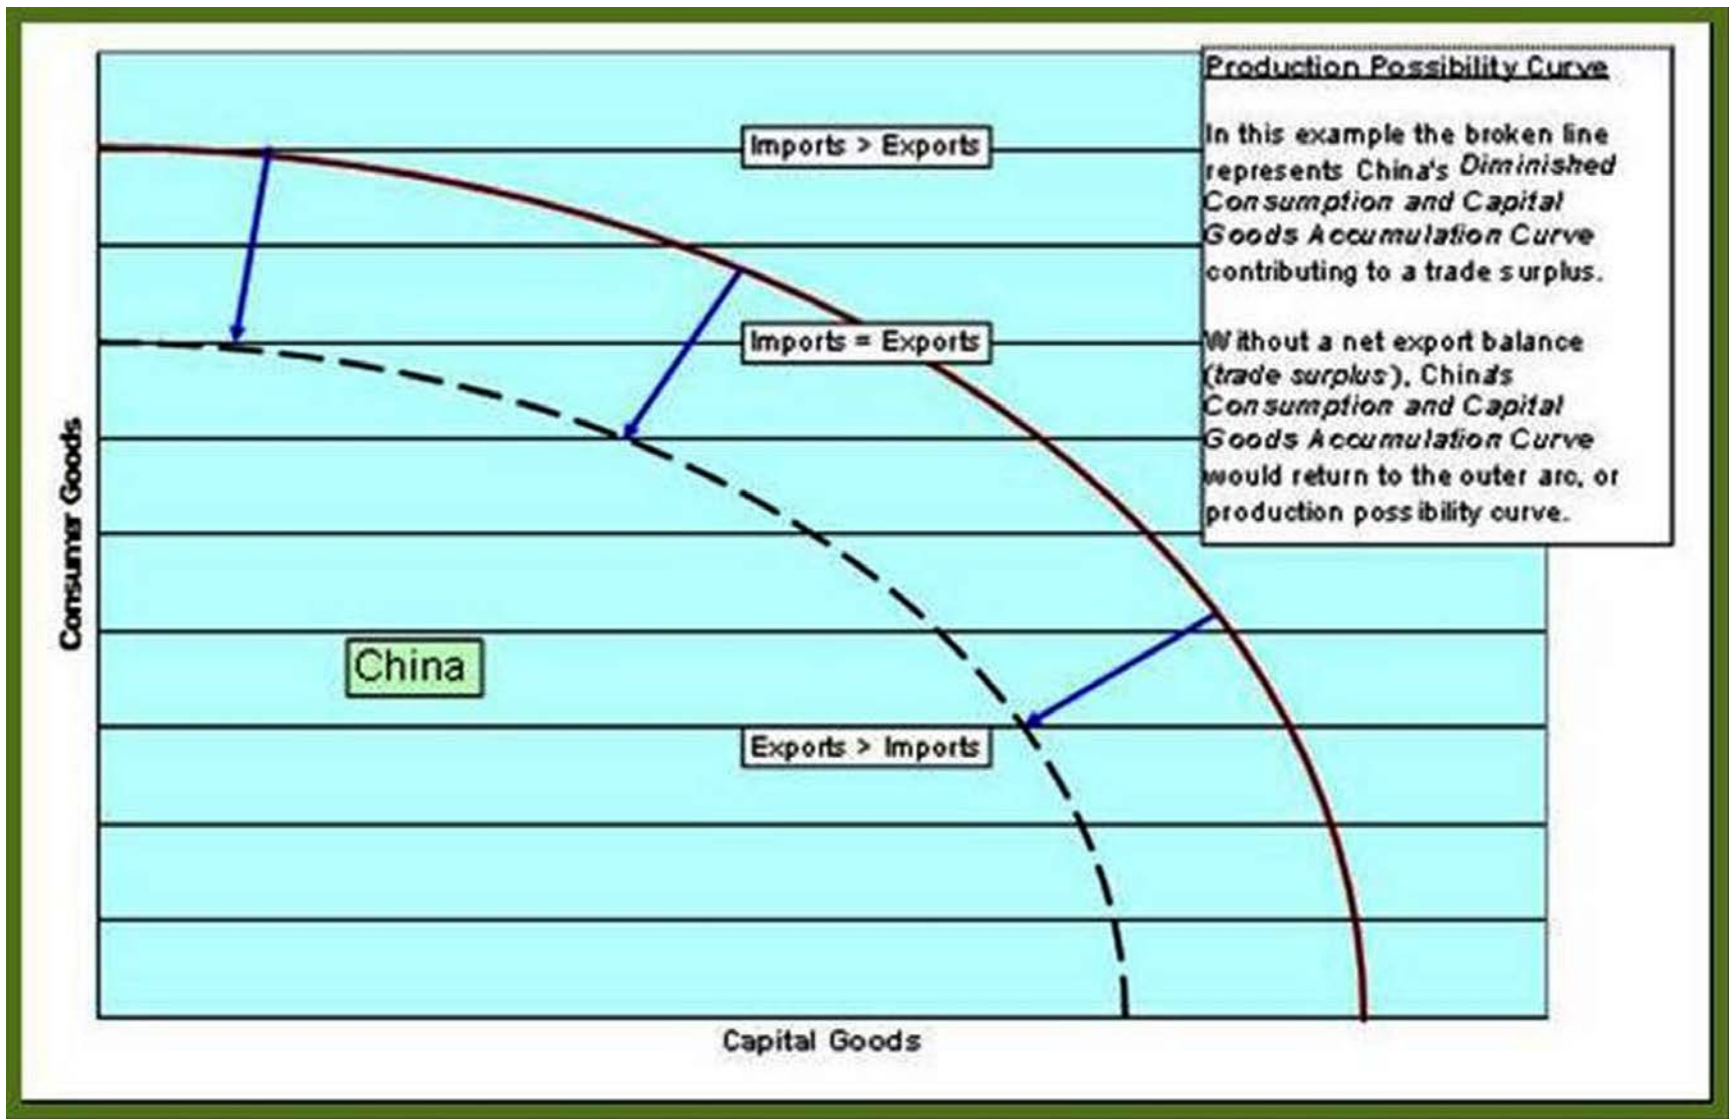 Production Possibility Curve
In this example the broken line
represents China's Diminished
Consumption and Capital
Goods Accumulation Curve
contributing to a trade surplus.
Without a net export balance
(trade surplus), China's
Consumption and Capital
Goods Accumulation Curve
would return to the outer arc, or
production possibility curve.
Imports > Exports
Imports = Exports
Exports > Imports
China
Consumer Goods
Capital Goods